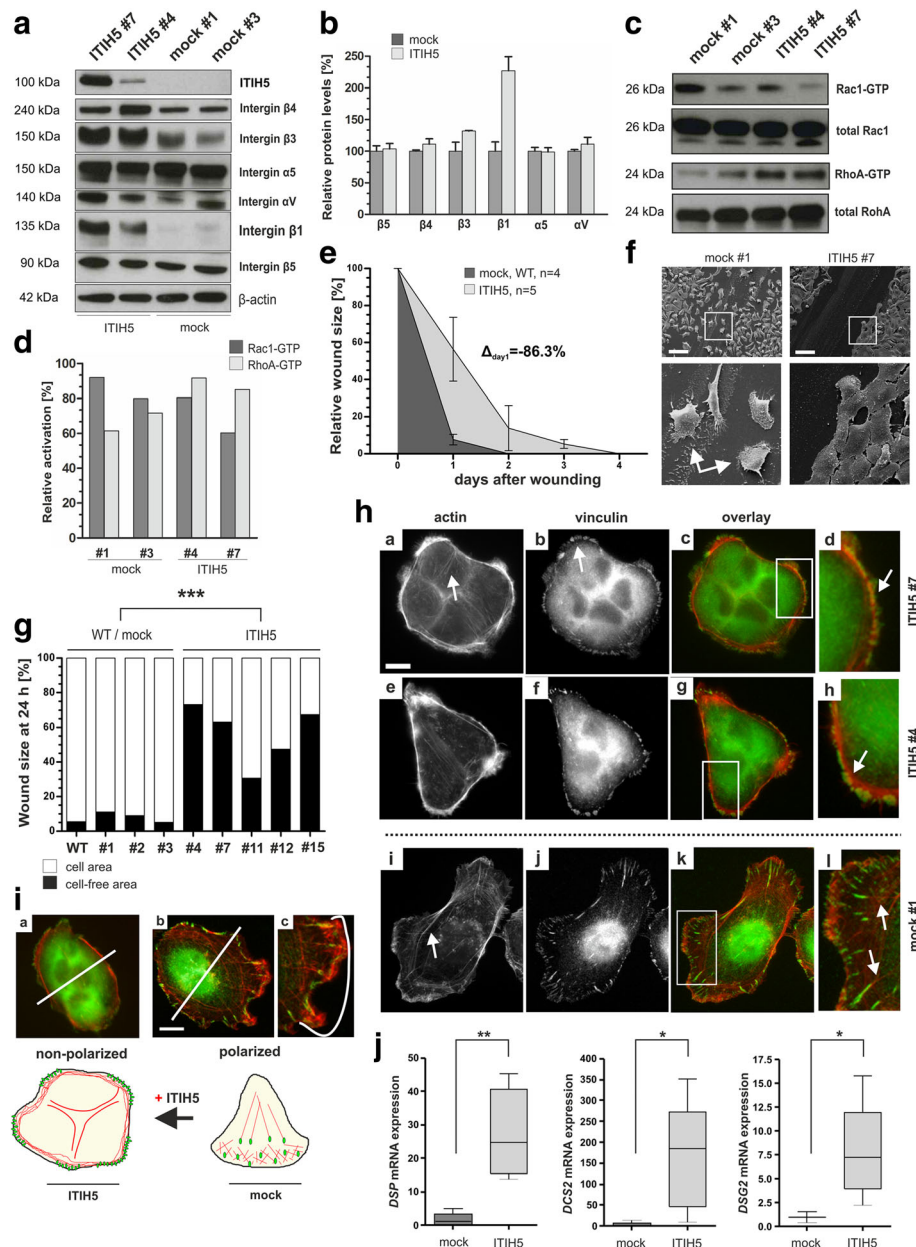 a
ITIH5 #7
ITIH5 #4
mock #1
mock #3
100 kDa
ITIH5
240 kDa
Intergin β4
150 kDa
Intergin β3
150 kDa
Intergin α5
140 kDa
Intergin αV
135 kDa
Intergin β1
90 kDa
Intergin β5
42 kDa
β-actin
ITIH5
mock
b
mock
ITIH5
Relative protein levels [%]
300
250
200
150
100
50
0
β5
β4
β3
β1
α5
αV
c
mock #1
mock #3
ITIH5 #4
ITIH5 #7
26 kDa
Rac1-GTP
26 kDa
total Rac1
24 kDa
RhoA-GTP
24 kDa
total RohA
d
Rac1-GTP
RhoA-GTP
Relative activation [%]
100
80
60
40
20
0
#1
#3
#4
#7
mock
ITIH5
e
mock, WT, n=4
ITIH5, n=5
Δday1=-86.3%
Relative wound size [%]
100
80
60
40
20
0
0
1
2
3
4
days after wounding
f
mock #1
ITIH5 #7
g
***
WT / mock
ITIH5
Wound size at 24 h [%]
100
80
60
40
20
0
WT
#1
#2
#3
#4
#7
#11
#12
#15
cell area
cell-free area
h
actin
vinculin
overlay
a
b
c
d
ITIH5 #7
e
f
g
h
ITIH5 #4
i
j
k
l
mock #1
i
a
b
c
non-polarized
polarized
+ ITIH5
ITIH5
mock
j
**
DSP mRNA expression
50
40
30
20
10
0
mock
ITIH5
*
DCS2 mRNA expression
500
450
400
350
300
250
200
150
100
50
0
mock
ITIH5
*
DSG2 mRNA expression
17.5
15.0
12.5
10.0
7.5
5.0
2.5
0.0
mock
ITIH5